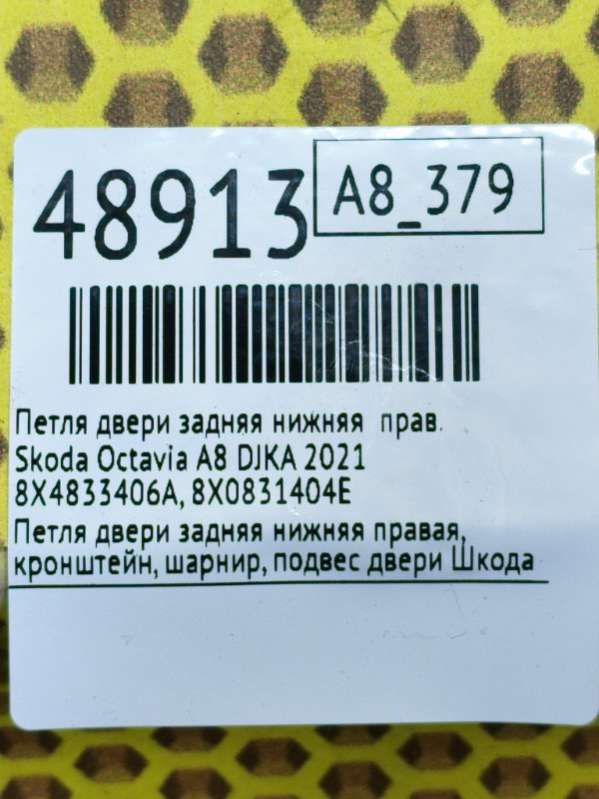 48913
A8_379
Петля двери задняя нижняя прав.
Skoda Octavia A8 DJKA 2021
8X4833406A, 8X0831404E
Петля двери задняя нижняя правая,
кронштейн, шарнир, подвес двери Шкода